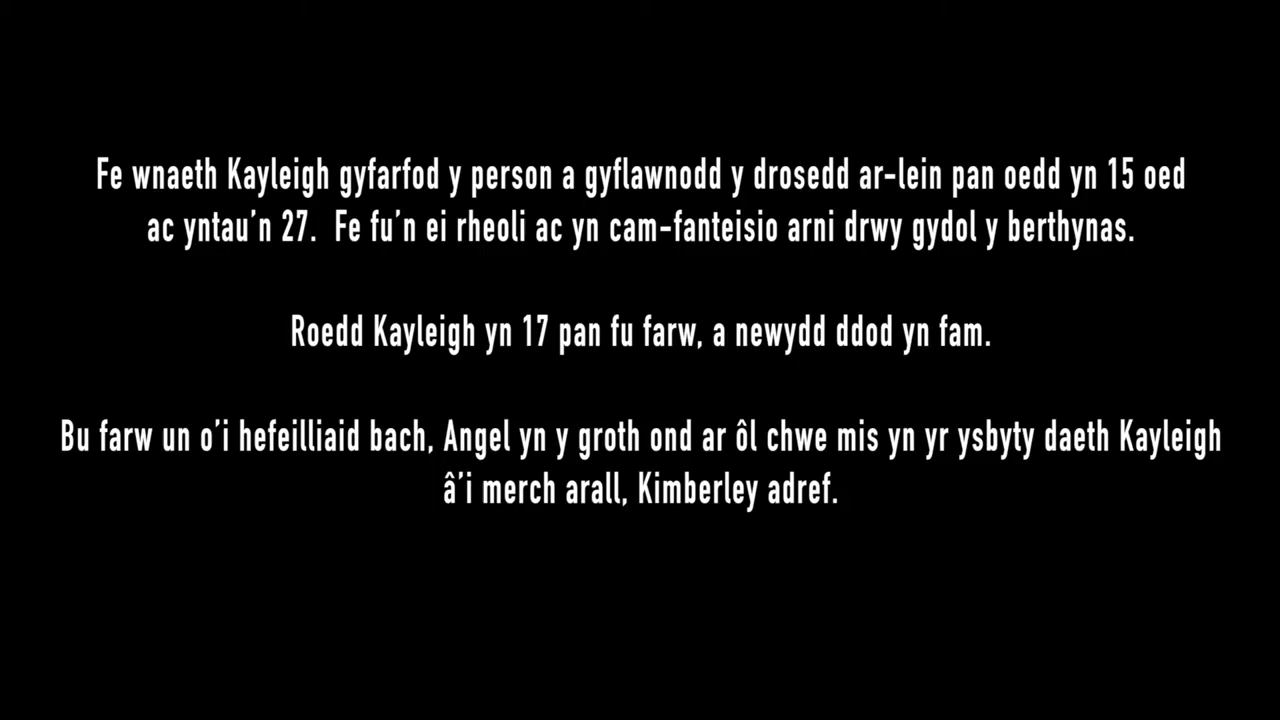 Fe wnaeth Kayleigh gyfarfod y person a gyflawnodd y drosedd ar-lein pan oedd yn 15 oed
ac yntau’n 27. Fe fu’n ei rheoli ac yn cam-fanteisio arni drwy gydol y berthynas.
Roedd Kayleigh yn 17 pan fu farw, a newydd ddod yn fam.
Bu farw un o’i hefeilliaid bach, Angel yn y groth ond ar ôl chwe mis yn yr ysbyty daeth Kayleigh
â’i merch arall, Kimberley adref.